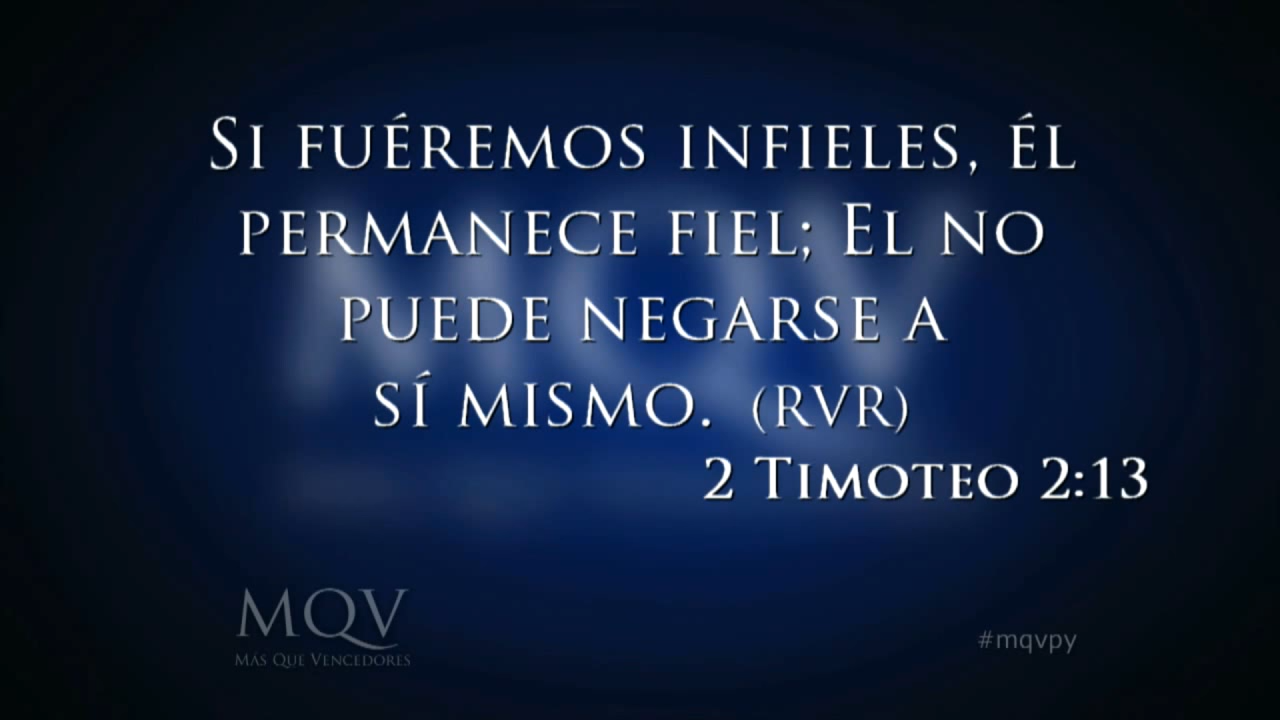 Si fuéremos infieles, él
permanece fiel; El no
puede negarse a
sí mismo. (RVR)
2 Timoteo 2:13
MQV
Más Que Vencedores
#mqvpy